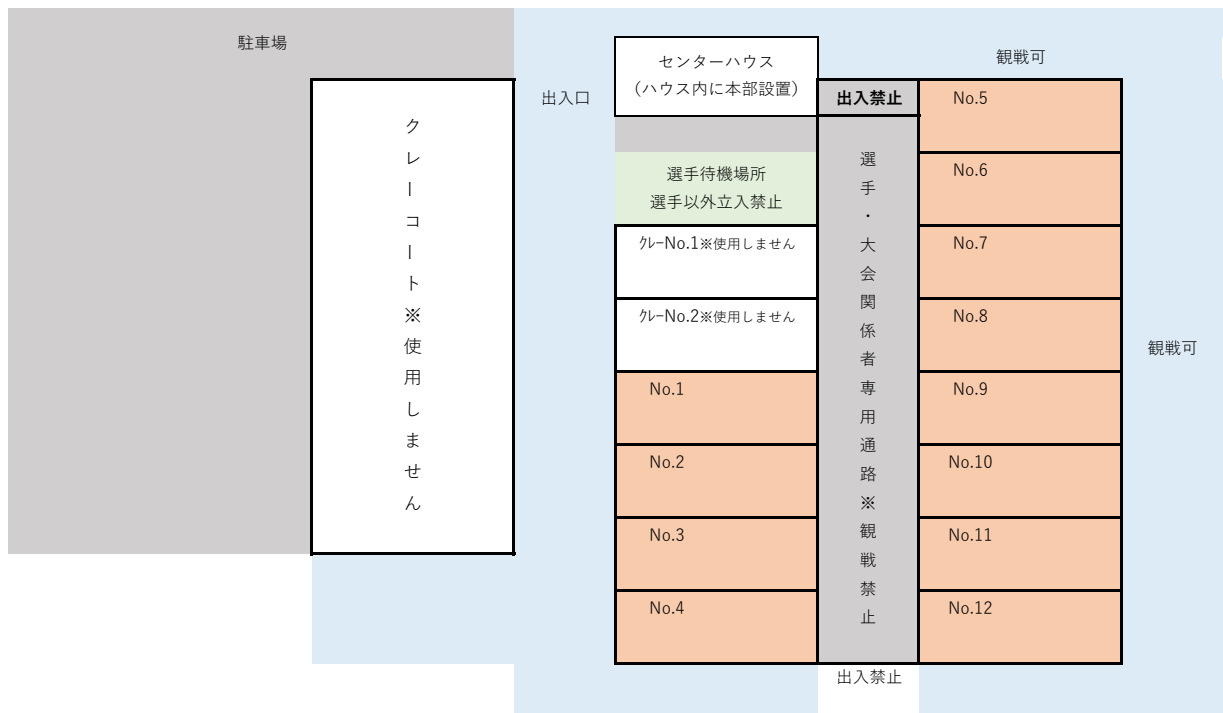 駐車場
センターハウス
（ハウス内に本部設置）
観戦可
出入口
出入禁止
No.5
クレーコート※使用しません
選手・大会関係者専用通路※観戦禁止
選手待機場所
選手以外立入禁止
No.6
ｸﾚｰNo.1※使用しません
No.7
ｸﾚｰNo.2※使用しません
No.8
観戦可
No.1
No.9
No.2
No.10
No.3
No.11
No.4
No.12
出入禁止